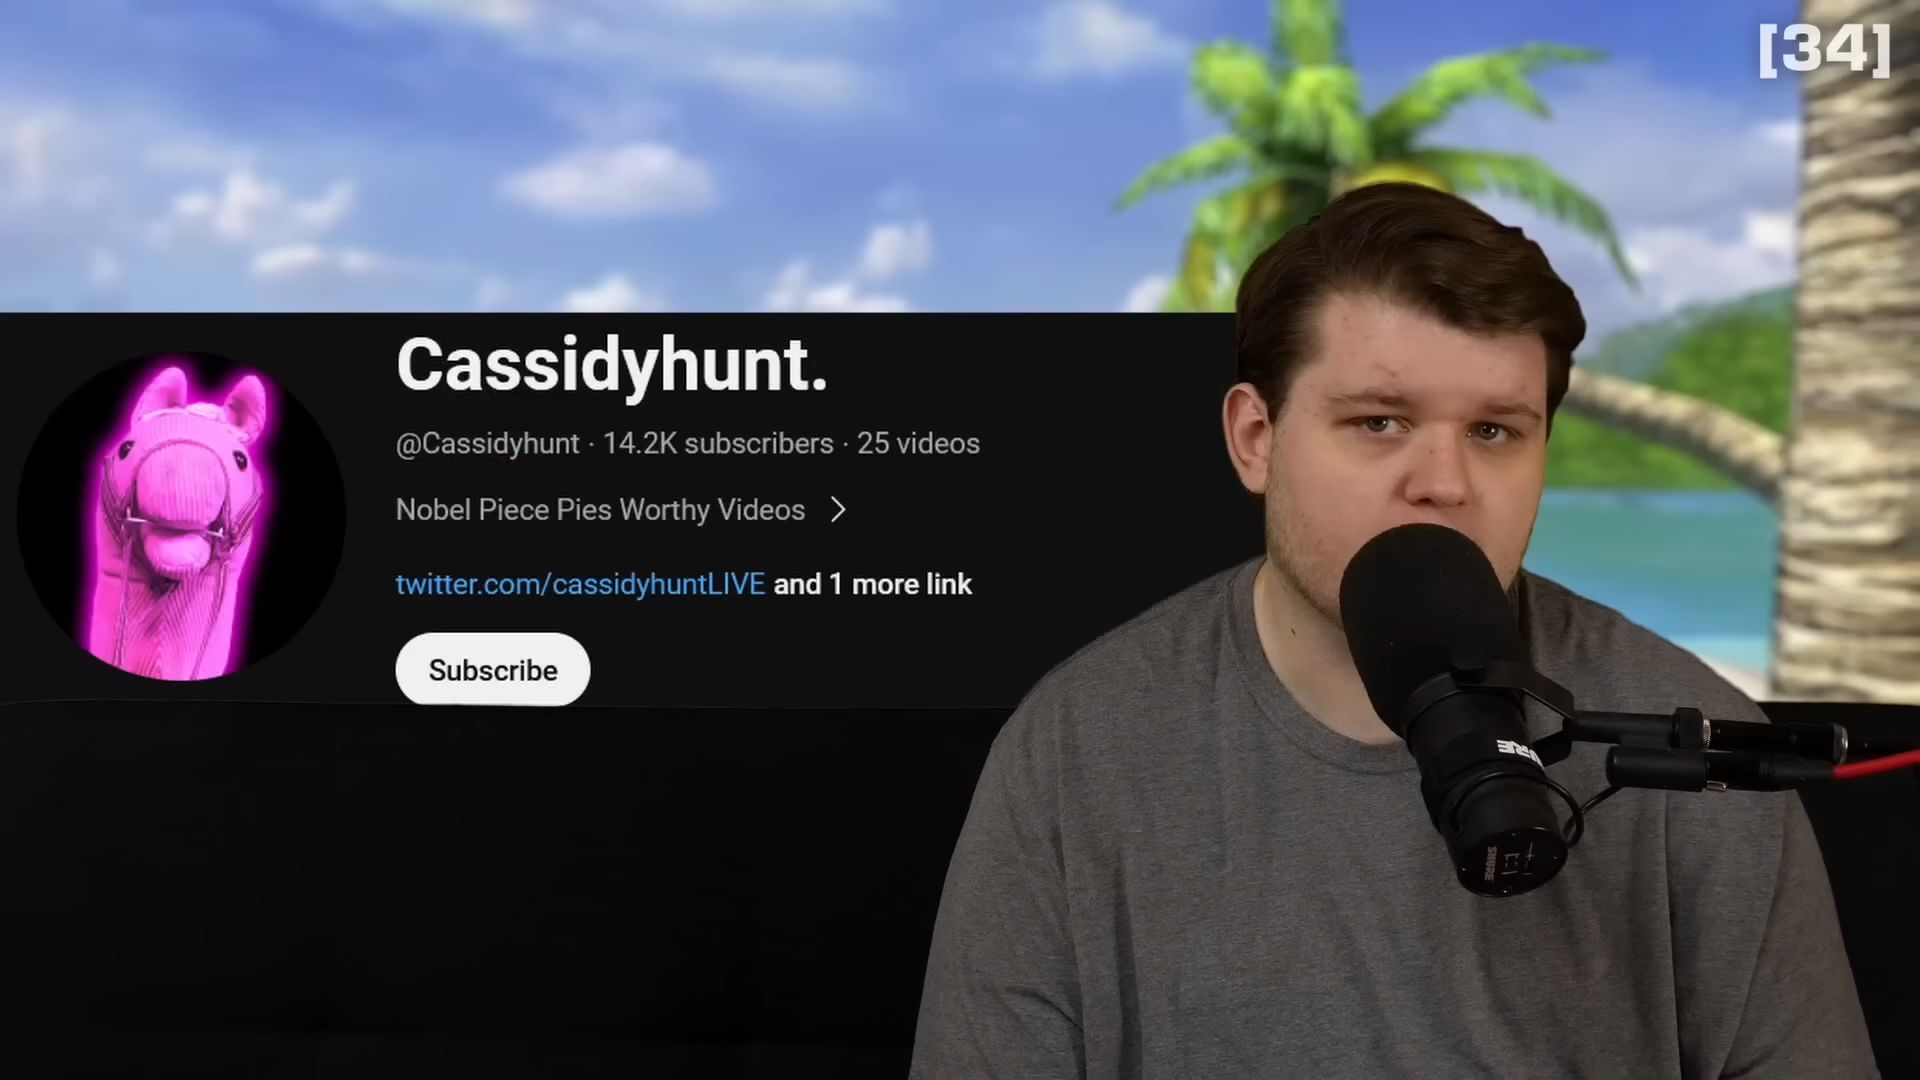 [34]
Cassidyhunt.
@Cassidyhunt · 14.2K subscribers · 25 videos
Nobel Piece Pies Worthy Videos
twitter.com/cassidyhuntLIVE and 1 more link
Subscribe
SHURE